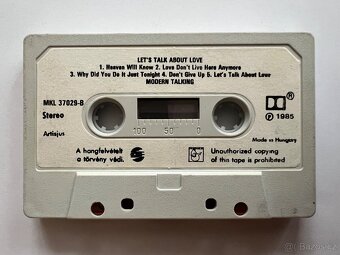 LET'S TALK ABOUT LOVE
1. Heaven Will Know 2. Love Don't Live Here Anymore
3. Why Did You Do It Just Tonight 4. Don't Give Up 5. Let's Talk About Love
MODERN TALKING
MKL 37029-B
Stereo
Artisjus
100 50 0
℗ 1985
Made in Hungary
A hangfelvételt
a törvény védi.
Unauthorized copying
of this tape is prohibited